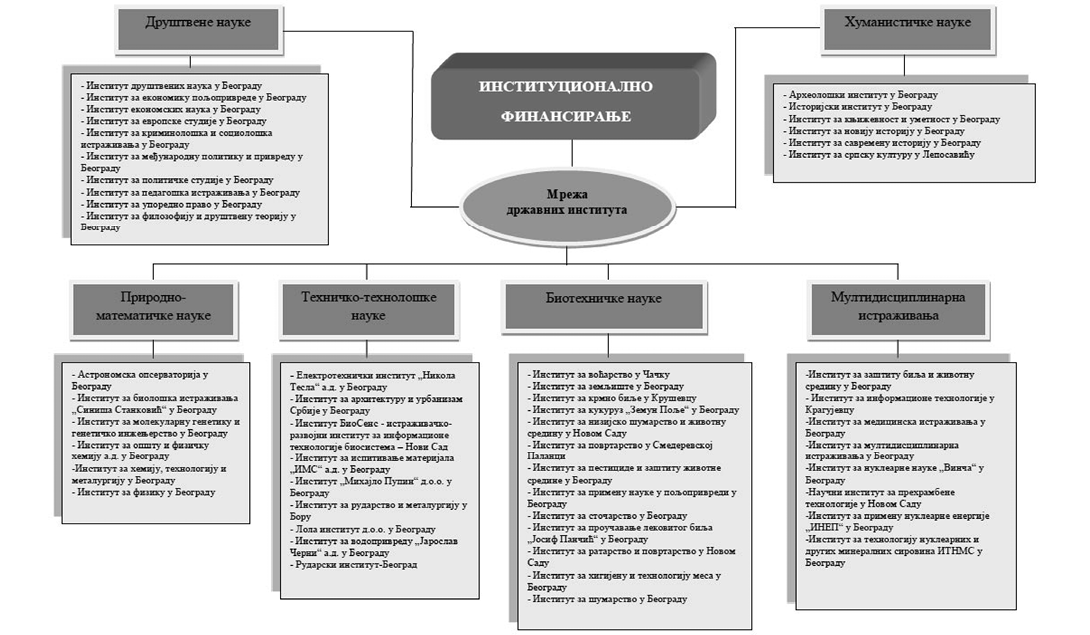 Друштвене науке
- Институт друштвених наука у Београду
- Институт за економику пољопривреде у Београду
- Институт економских наука у Београду
- Институт за европске студије у Београду
- Институт за криминолошка и социолошка
истраживања у Београду
- Институт за међународну политику и привреду у
Београду
- Институт за политичке студије у Београду
- Институт за педагошка истраживања у Београду
- Институт за упоредно право у Београду
- Институт за филозофију и друштвену теорију у
Београду
ИНСТИТУЦИОНАЛНО
ФИНАНСИРАЊЕ
Мрежа
државних института
Хуманистичке науке
- Археолошки институт у Београду
- Историјски институт у Београду
- Институт за књижевност и уметност у Београду
- Институт за новију историју у Београду
- Институт за савремену историју у Београду
- Институт за српску културу у Лепосавићу
Природно-
математичке науке
- Астрономска опсерваторија у
Београду
- Институт за биолошка истраживања
„Синиша Станковић“ у Београду
- Институт за молекуларну генетику и
генетичко инжењерство у Београду
- Институт за општу и физичку
хемију а.д. у Београду
-Институт за хемију, технологију и
металургију у Београду
- Институт за физику у Београду
Техничко-технолошке
науке
- Електротехнички институт „Никола
Тесла“ а.д. у Београду
- Институт за архитектуру и урбанизам
Србије у Београду
- Институт БиоСенс - истраживачко-
развојни институт за информационе
технологије биосистема – Нови Сад
- Институт за испитивање материјала
„ИМС“ а.д. у Београду
- Институт „Михајло Пупин“ д.о.о. у
Београду
- Институт за рударство и металургију у
Бору
- Лола институт д.о.о. у Београду
- Институт за водопривреду „Јарослав
Черни“ а.д. у Београду
- Рударски институт-Београд
Биотехничке науке
- Институт за воћарство у Чачку
- Институт за земљиште у Београду
- Институт за крмно биље у Крушевцу
- Институт за кукуруз „Земун Поље“ у Београду
- Институт за низијско шумарство и животну
средину у Новом Саду
- Институт за повртарство у Смедеревској
Паланци
- Институт за пестициде и заштиту животне
средине у Београду
- Институт за примену науке у пољопривреди у
Београду
- Институт за сточарство у Београду
- Институт за проучавање лековитог биља
„Јосиф Панчић“ у Београду
- Институт за ратарство и повртарство у Новом
Саду
- Институт за хигијену и технологију меса у
Београду
- Институт за шумарство у Београду
Мултидисциплинарна
истраживања
-Институт за заштиту биља и животну
средину у Београду
- Институт за информационе технологије у
Крагујевцу
-Институт за медицинска истраживања у
Београду
-Институт за мултидисциплинарна
истраживања у Београду
-Институт за нуклеарне науке „Винча“ у
Београду
-Научни институт за прехрамбене
технологије у Новом Саду
-Институт за примену нуклеарне енергије
„ИНЕП“ у Београду
-Институт за технологију нуклеарних и
других минералних сировина ИТНМС у
Београду